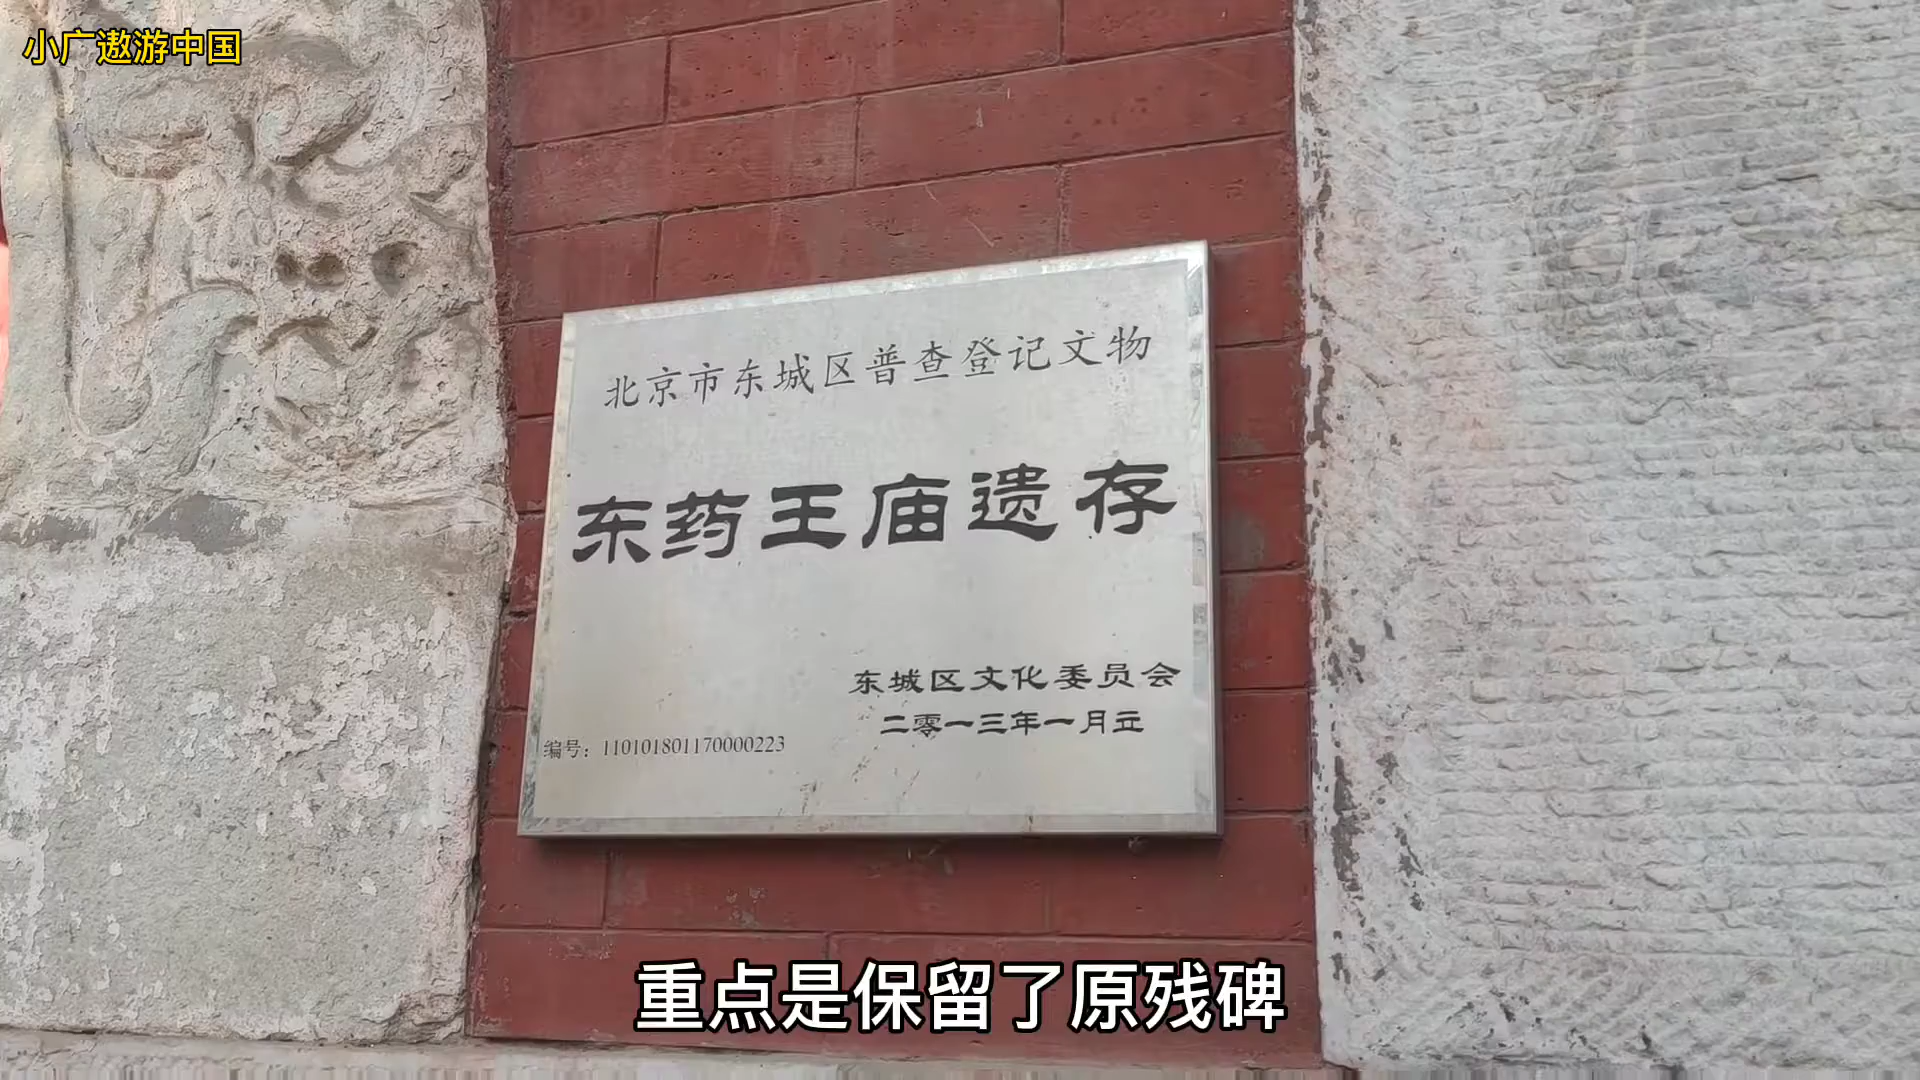 小广遨游中国
北京市东城区普查登记文物
东药王庙遗存
东城区文化委员会
二零一三年一月立
编号：110101801170000223
重点是保留了原残碑